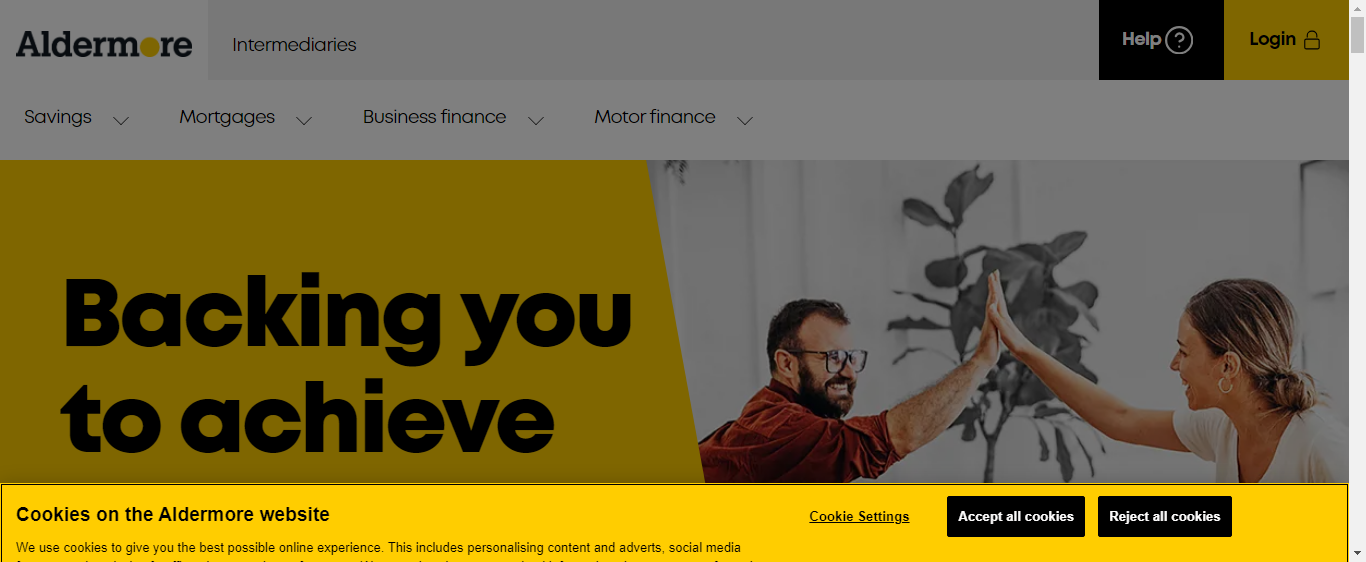 Aldermore
Intermediaries
Help ?
Login
Savings
Mortgages
Business finance
Motor finance
Backing you
to achieve
Cookies on the Aldermore website
We use cookies to give you the best possible online experience. This includes personalising content and adverts, social media
Cookie Settings
Accept all cookies
Reject all cookies